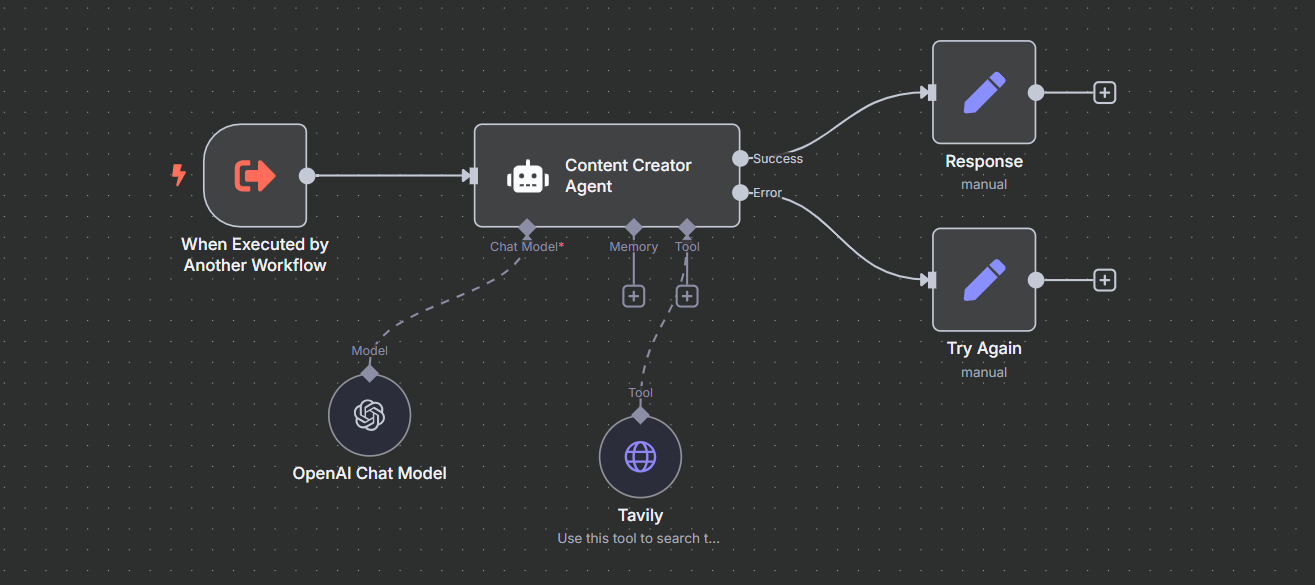 Success
Content Creator
Agent
Error
Response
manual
When Executed by
Another Workflow
Chat Model*
Memory
Tool
Model
OpenAI Chat Model
Tool
Tavily
Use this tool to search t...
Try Again
manual